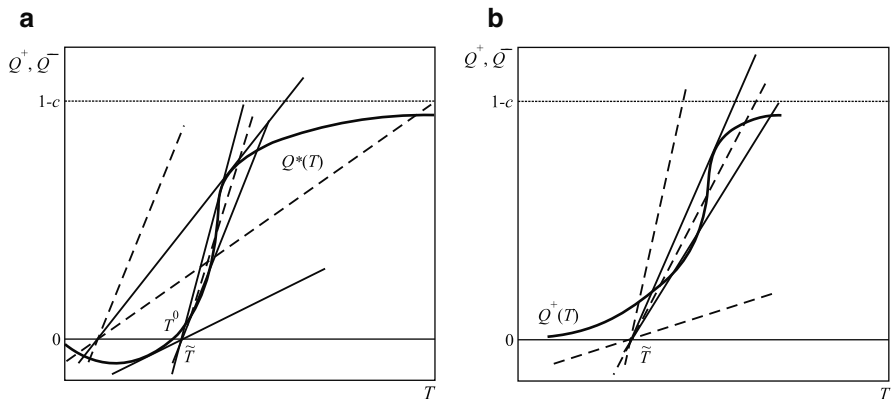 a
Q⁺, Q⁻
1-c
Q*(T)
T⁰
0
T̃
T
b
Q⁺, Q⁻
1-c
Q⁺(T)
0
T̃
T